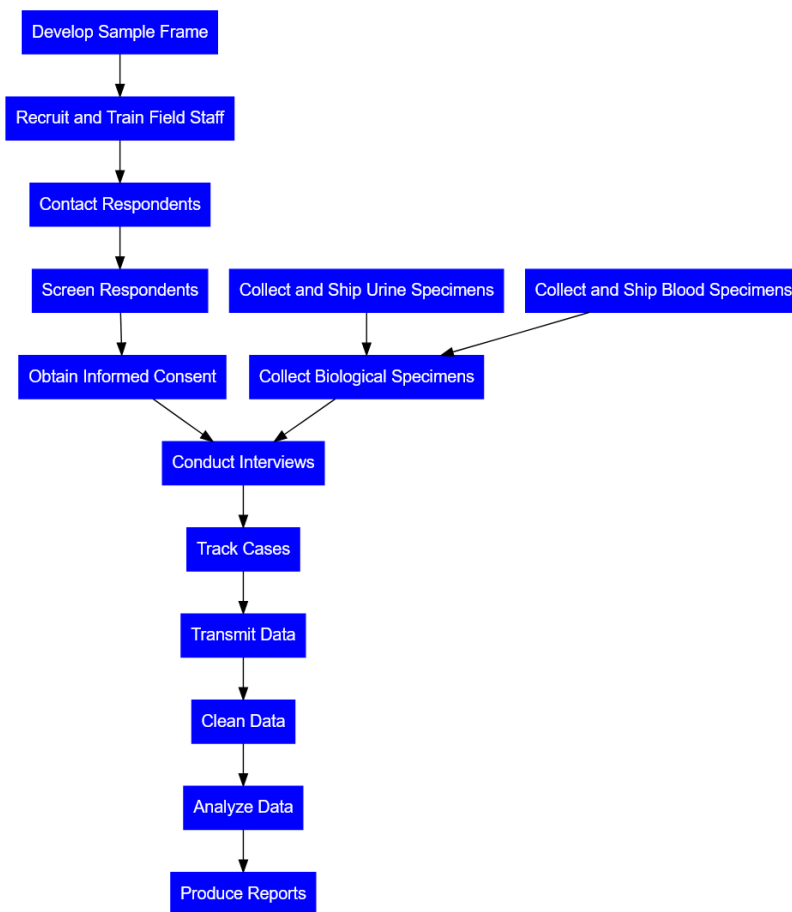 Develop Sample Frame
Recruit and Train Field Staff
Contact Respondents
Screen Respondents
Collect and Ship Urine Specimens
Collect and Ship Blood Specimens
Obtain Informed Consent
Collect Biological Specimens
Conduct Interviews
Track Cases
Transmit Data
Clean Data
Analyze Data
Produce Reports